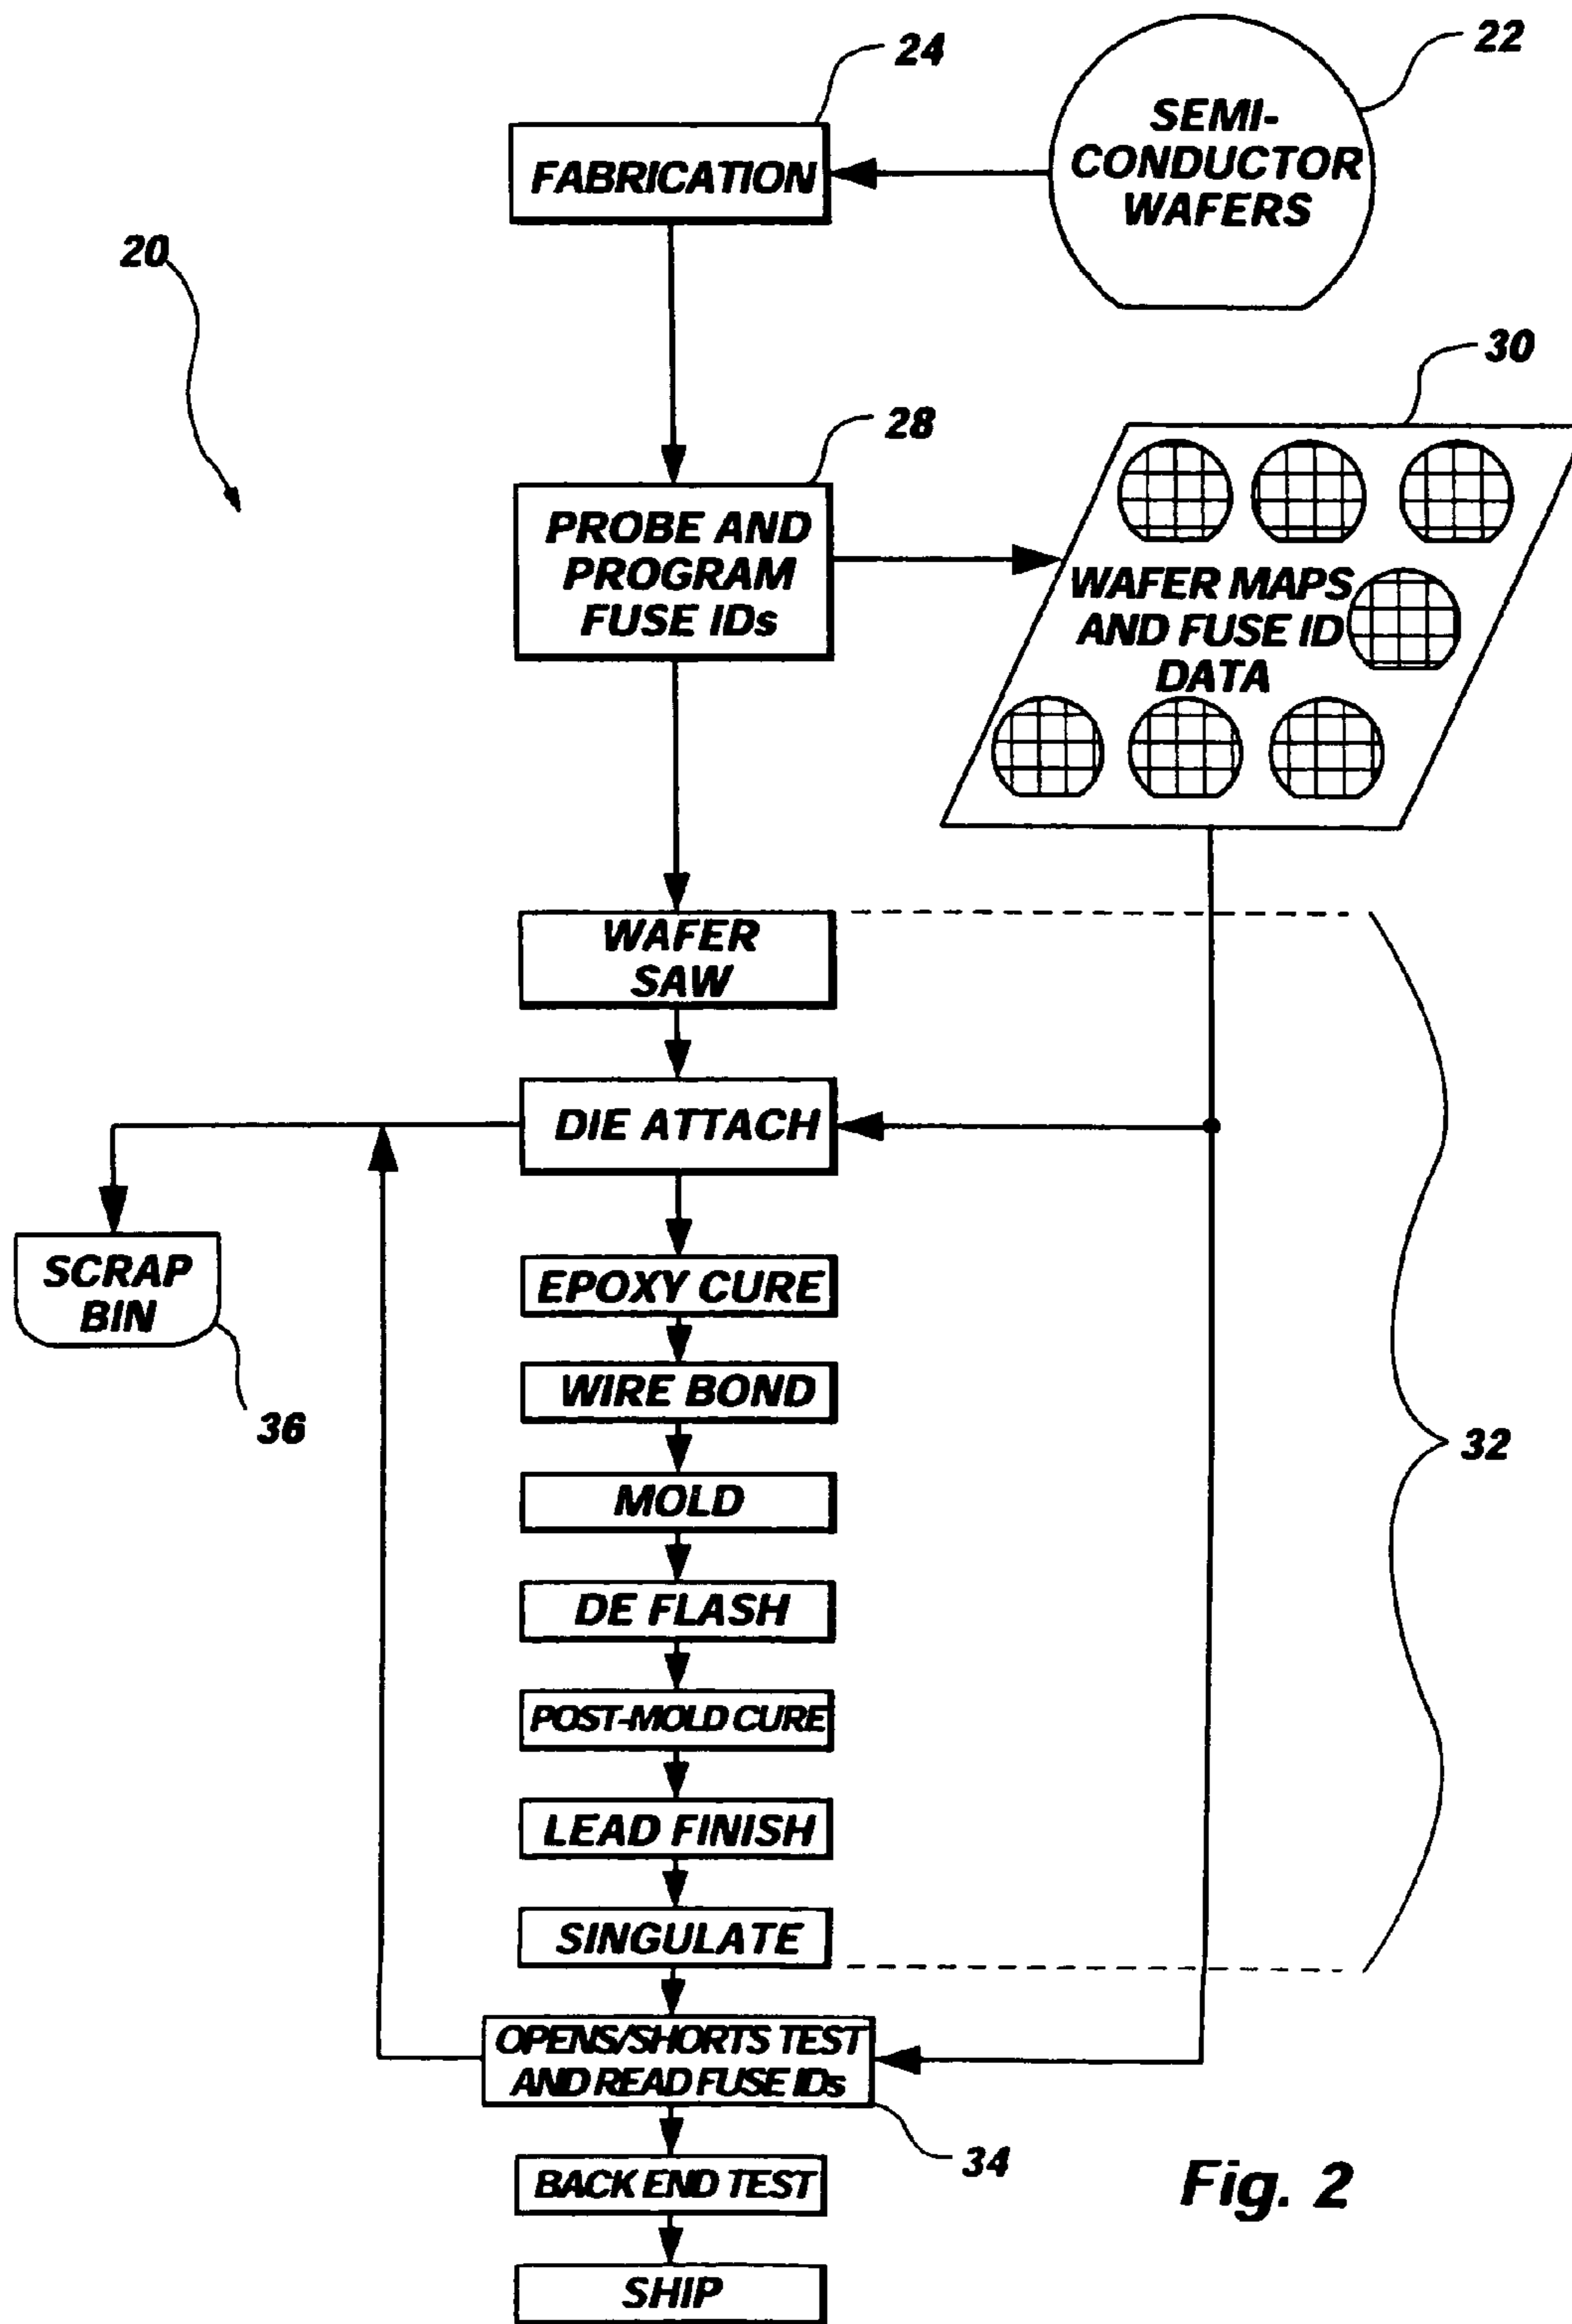 24
22
SEMI-
CONDUCTOR
WAFERS
FABRICATION
20
30
28
PROBE AND
PROGRAM
FUSE IDs
WAFER MAPS
AND FUSE ID
DATA
WAFER
SAW
DIE ATTACH
SCRAP
BIN
EPOXY CURE
WIRE BOND
36
32
MOLD
DE FLASH
POST-MOLD CURE
LEAD FINISH
SINGULATE
OPENS/SHORTS TEST
AND READ FUSE IDs
34
BACK END TEST
Fig. 2
SHIP